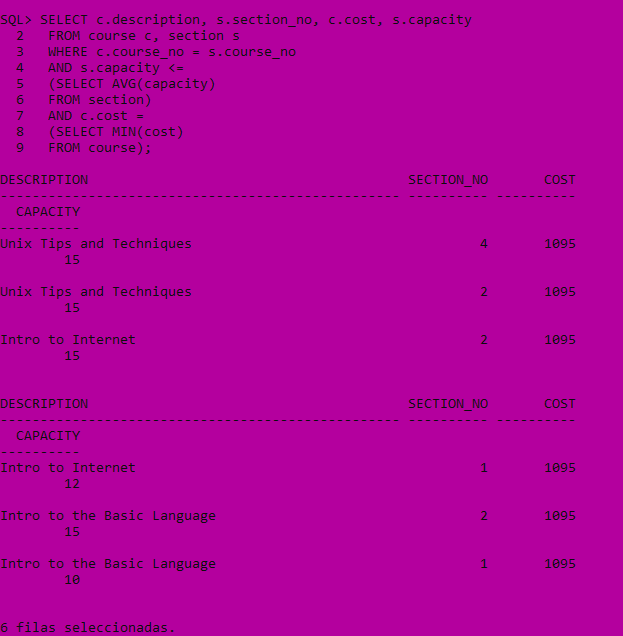 SQL> SELECT c.description, s.section_no, c.cost, s.capacity
2 FROM course c, section s
3 WHERE c.course_no = s.course_no
4 AND s.capacity <=
5 (SELECT AVG(capacity)
6 FROM section)
7 AND c.cost =
8 (SELECT MIN(cost)
9 FROM course);
DESCRIPTION SECTION_NO COST
-------------------------------------------------- ---------- ----------
CAPACITY
----------
Unix Tips and Techniques 4 1095
15
Unix Tips and Techniques 2 1095
15
Intro to Internet 2 1095
15
DESCRIPTION SECTION_NO COST
-------------------------------------------------- ---------- ----------
CAPACITY
----------
Intro to Internet 1 1095
12
Intro to the Basic Language 2 1095
15
Intro to the Basic Language 1 1095
10
6 filas seleccionadas.